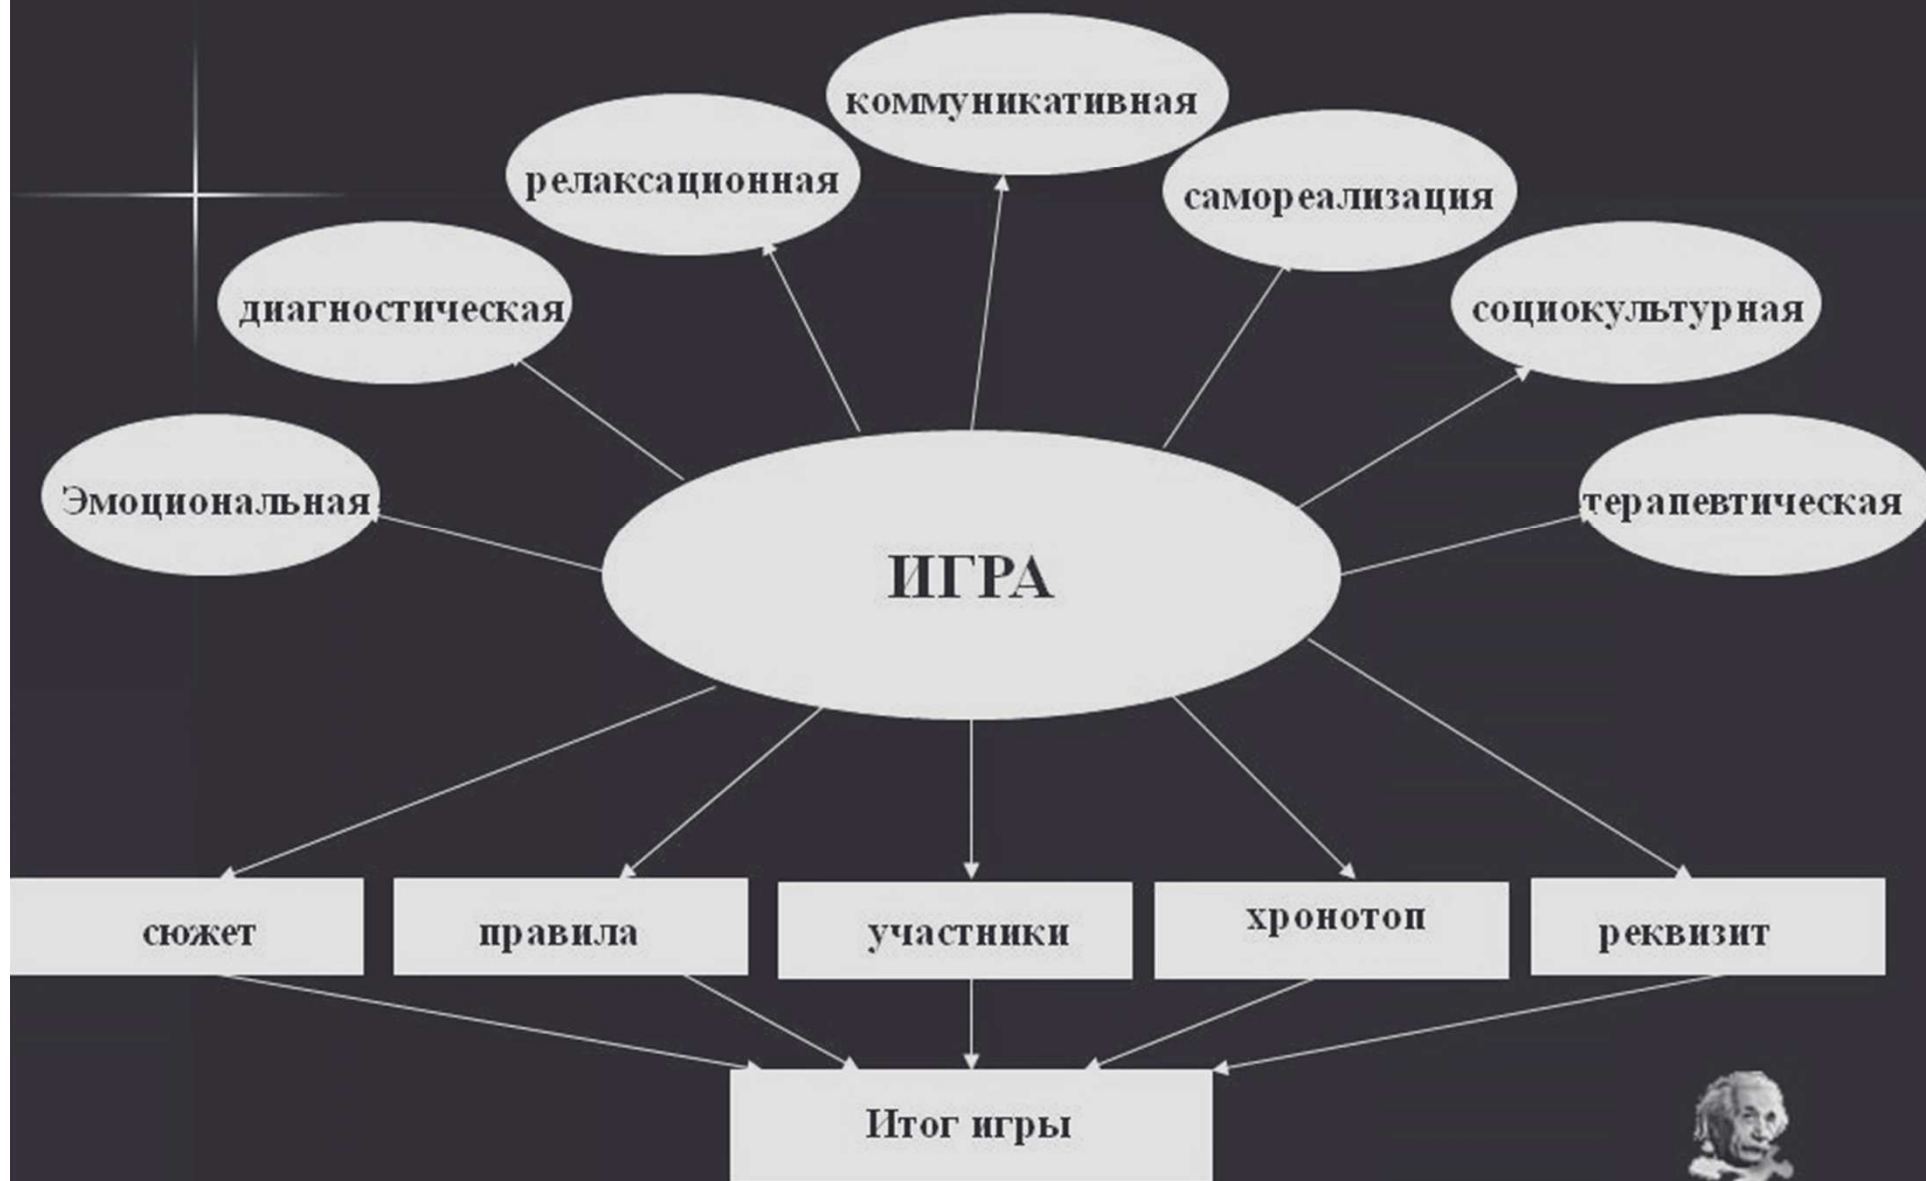 коммуникативная
релаксационная
самореализация
диагностическая
социокультурная
Эмоциональная
терапевтическая
ИГРА
сюжет
правила
участники
хронотоп
реквизит
Итог игры